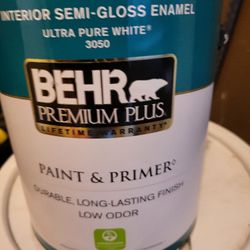 INTERIOR SEMI-GLOSS ENAMEL
ULTRA PURE WHITE®
3050
BEHR
PREMIUM PLUS®
LIFETIME WARRANTY◊
PAINT & PRIMER◊
DURABLE, LONG-LASTING FINISH
LOW ODOR